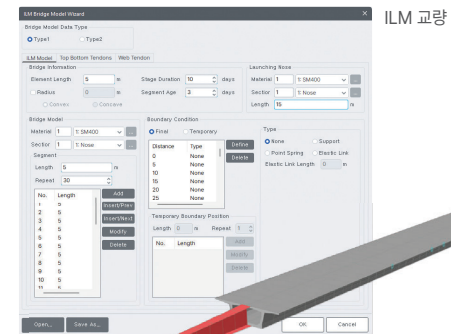 ILM 교량
ILM Bridge Model Wizard
Bridge Model Data Type
Type1 Type2
ILM Model Top Bottom Tendons Web Tendon
Bridge Information
Element Length 5 m Stage Duration 10 days
Radius 0 m Segment Age 3 days
Convex Concave
Launching Nose
Material 1 1: SM400 ...
Sectior 1 1: Nose ...
Length 15 m
Bridge Model
Material 1 1: SM400 ...
Sectior 1 1: Nose ...
Segment
Length 5 m
Repeat 30
No. Length
1 5
2 5
3 5
4 5
5 5
6 5
7 5
8 5
9 5
10 5
11 5
Add
Insert/Prev
Insert/Next
Modify
Delete
Boundary Condition
Final Temporary
Distance Type
0 None
5 None
10 None
15 None
20 None
25 None
Define
Delete
Temporary Boundary Position
Length 0 m Repeat 1
No. Length
Add
Modify
Delete
Type
None Support
Point Spring Elastic Link
Elastic Link Length 0 m
Open... Save As... OK Cancel